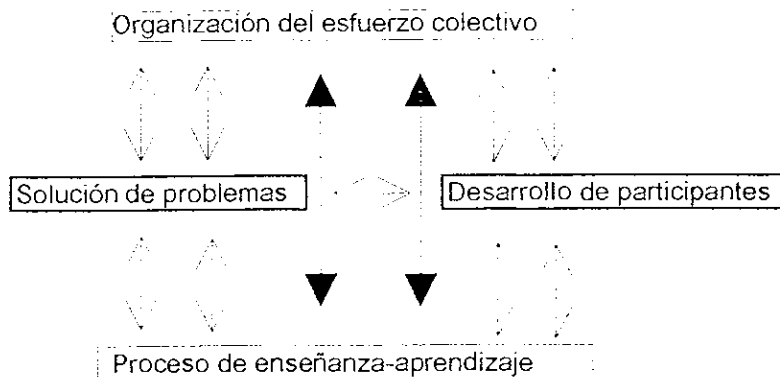 Organización del esfuerzo colectivo
Solución de problemas
Desarrollo de participantes
Proceso de enseñanza-aprendizaje